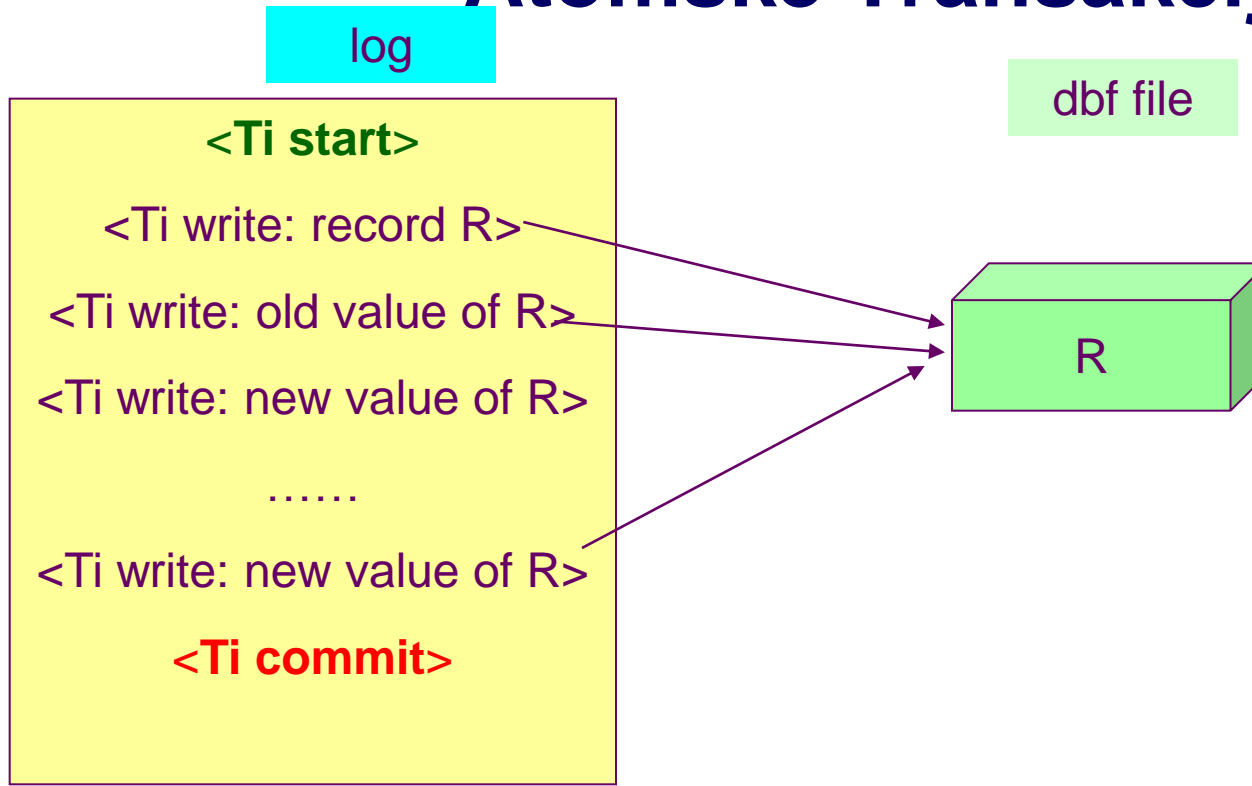 log
dbf file
<Ti start>
<Ti write: record R>
<Ti write: old value of R>
<Ti write: new value of R>
……
<Ti write: new value of R>
<Ti commit>
R